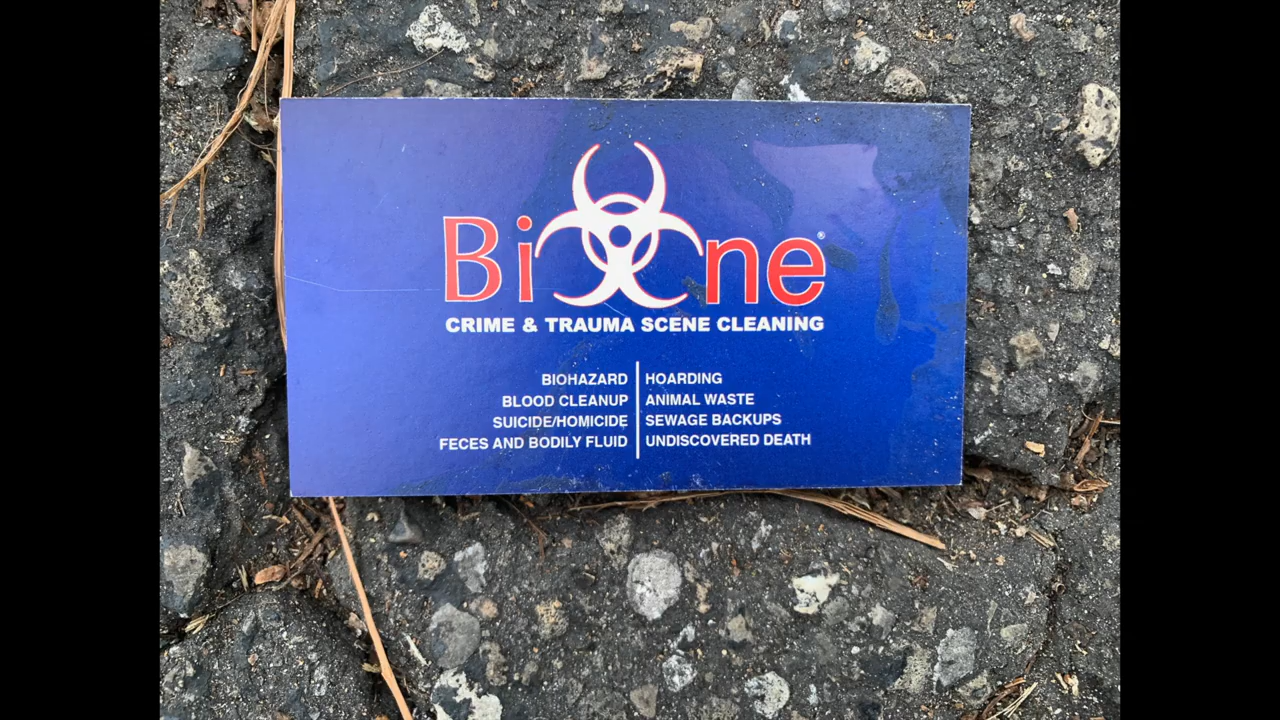 BiOne®
CRIME & TRAUMA SCENE CLEANING
BIOHAZARD
BLOOD CLEANUP
SUICIDE/HOMICIDE
FECES AND BODILY FLUID
HOARDING
ANIMAL WASTE
SEWAGE BACKUPS
UNDISCOVERED DEATH